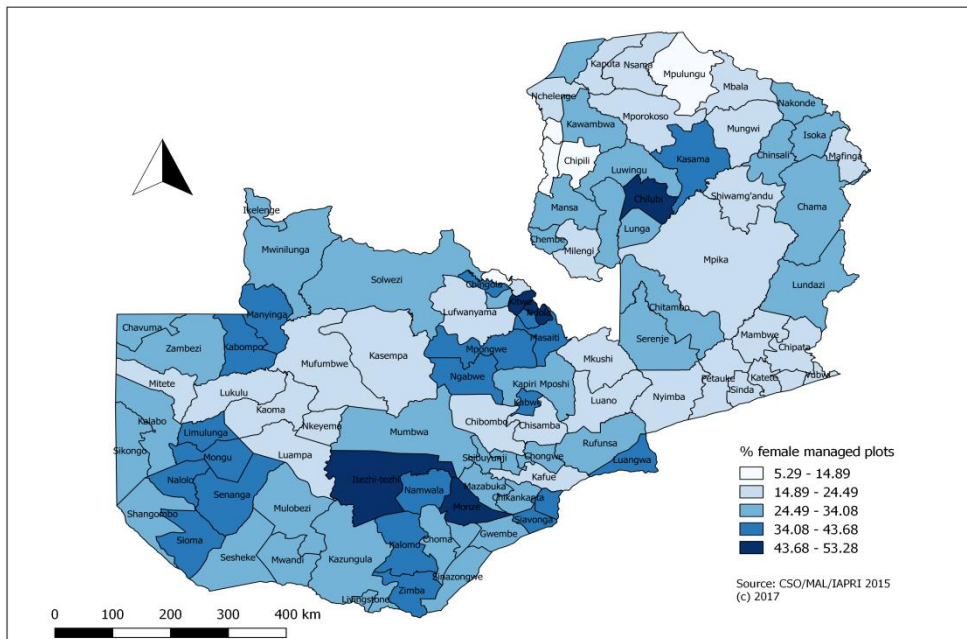 Kaputa
Nsama
Mpulungu
Mbala
Nchelenge
Nakonde
Kawambwa
Mporokoso
Mungwi
Isoka
Kasama
Chinsali
Mafinga
Chipili
Luwingu
Chilubi
Shiwamg'andu
Chama
Mansa
Lunga
Chembe
Milengi
Mpika
Ikelenge
Mwinilunga
Solwezi
Lundazi
Chitambo
Chingola
Kitwe
Ndola
Lufwanyama
Manyinga
Masaiti
Serenje
Chavuma
Kabompo
Mambwe
Zambezi
Mpongwe
Chipata
Kasempa
Mufumbwe
Mkushi
Petauke
Katete
Vubwi
Mitete
Ngabwe
Kapiri Mposhi
Sinda
Lukulu
Luano
Nyimba
Kabwe
Kaoma
Chibombo
Chisamba
Kalabo
Nkeyema
Limulunga
Mumbwa
Rufunsa
Sikongo
Mongu
Luampa
Shibuyunji
Chongwe
Luangwa
Kafue
Nalolo
Itezhi-tezhi
Namwala
Mazabuka
Senanga
Chikankanta
Monze
Shangombo
Mulobezi
Siavonga
Sioma
Kalomo
Choma
Gwembe
Sesheke
Mwandi
Kazungula
Sinazongwe
Zimba
Livingstone
% female managed plots
5.29 - 14.89
14.89 - 24.49
24.49 - 34.08
34.08 - 43.68
43.68 - 53.28
Source: CSO/MAL/IAPRI 2015
(c) 2017
0 100 200 300 400 km